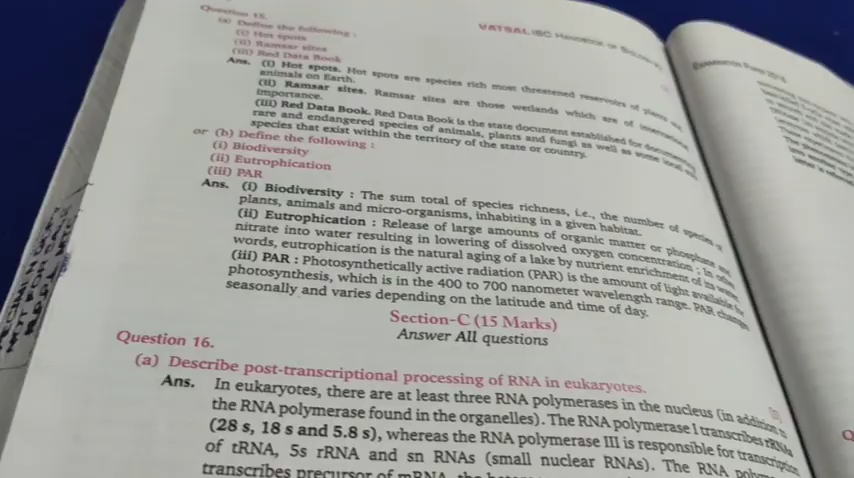 Question 15.
(a) Define the following :
(i) Hot spots
(ii) Ramsar sites
(iii) Red Data Book
VATSAL ISC HANDBOOK OF BIOLOGY
EXAMINATION PAPER
Ans. (i) Hot spots. Hot spots are species rich most threatened reservoirs of plants and
animals on Earth.
(ii) Ramsar sites. Ramsar sites are those wetlands which are of international
importance.
(iii) Red Data Book. Red Data Book is the state document established for documenting
rare and endangered species of animals, plants and fungi as well as some local sub
species that exist within the territory of the state or country.
or (b) Define the following :
(i) Biodiversity
(ii) Eutrophication
(iii) PAR
Ans. (i) Biodiversity : The sum total of species richness, i.e., the number of species of
plants, animals and micro-organisms, inhabiting in a given habitat.
(ii) Eutrophication : Release of large amounts of organic matter or phosphate and
nitrate into water resulting in lowering of dissolved oxygen concentration ; In other
words, eutrophication is the natural aging of a lake by nutrient enrichment of its water.
(iii) PAR : Photosynthetically active radiation (PAR) is the amount of light available for
photosynthesis, which is in the 400 to 700 nanometer wavelength range. PAR changes
seasonally and varies depending on the latitude and time of day.
Section-C (15 Marks)
Answer All questions
Question 16.
(a) Describe post-transcriptional processing of RNA in eukaryotes.
Ans. In eukaryotes, there are at least three RNA polymerases in the nucleus (in addition to
the RNA polymerase found in the organelles). The RNA polymerase I transcribes rRNAs
(28 s, 18 s and 5.8 s), whereas the RNA polymerase III is responsible for transcription
of tRNA, 5s rRNA and sn RNAs (small nuclear RNAs). The RNA
transcribes precursor of mRNA, the